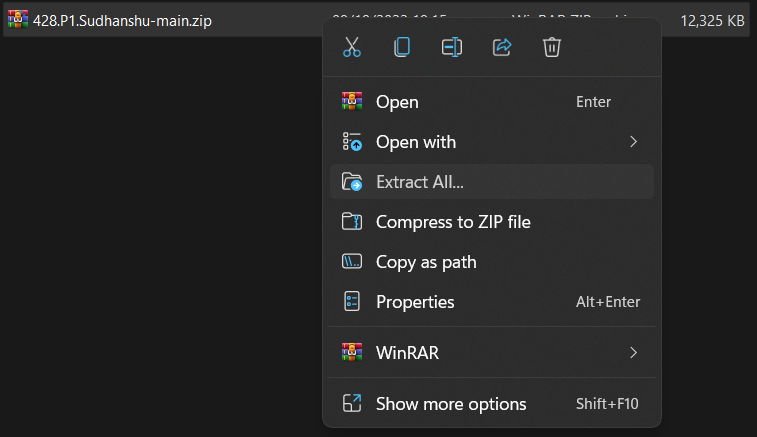 428.P1.Sudhanshu-main.zip 12,325 KB
Open Enter
Open with
Extract All...
Compress to ZIP file
Copy as path
Properties Alt+Enter
WinRAR
Show more options Shift+F10